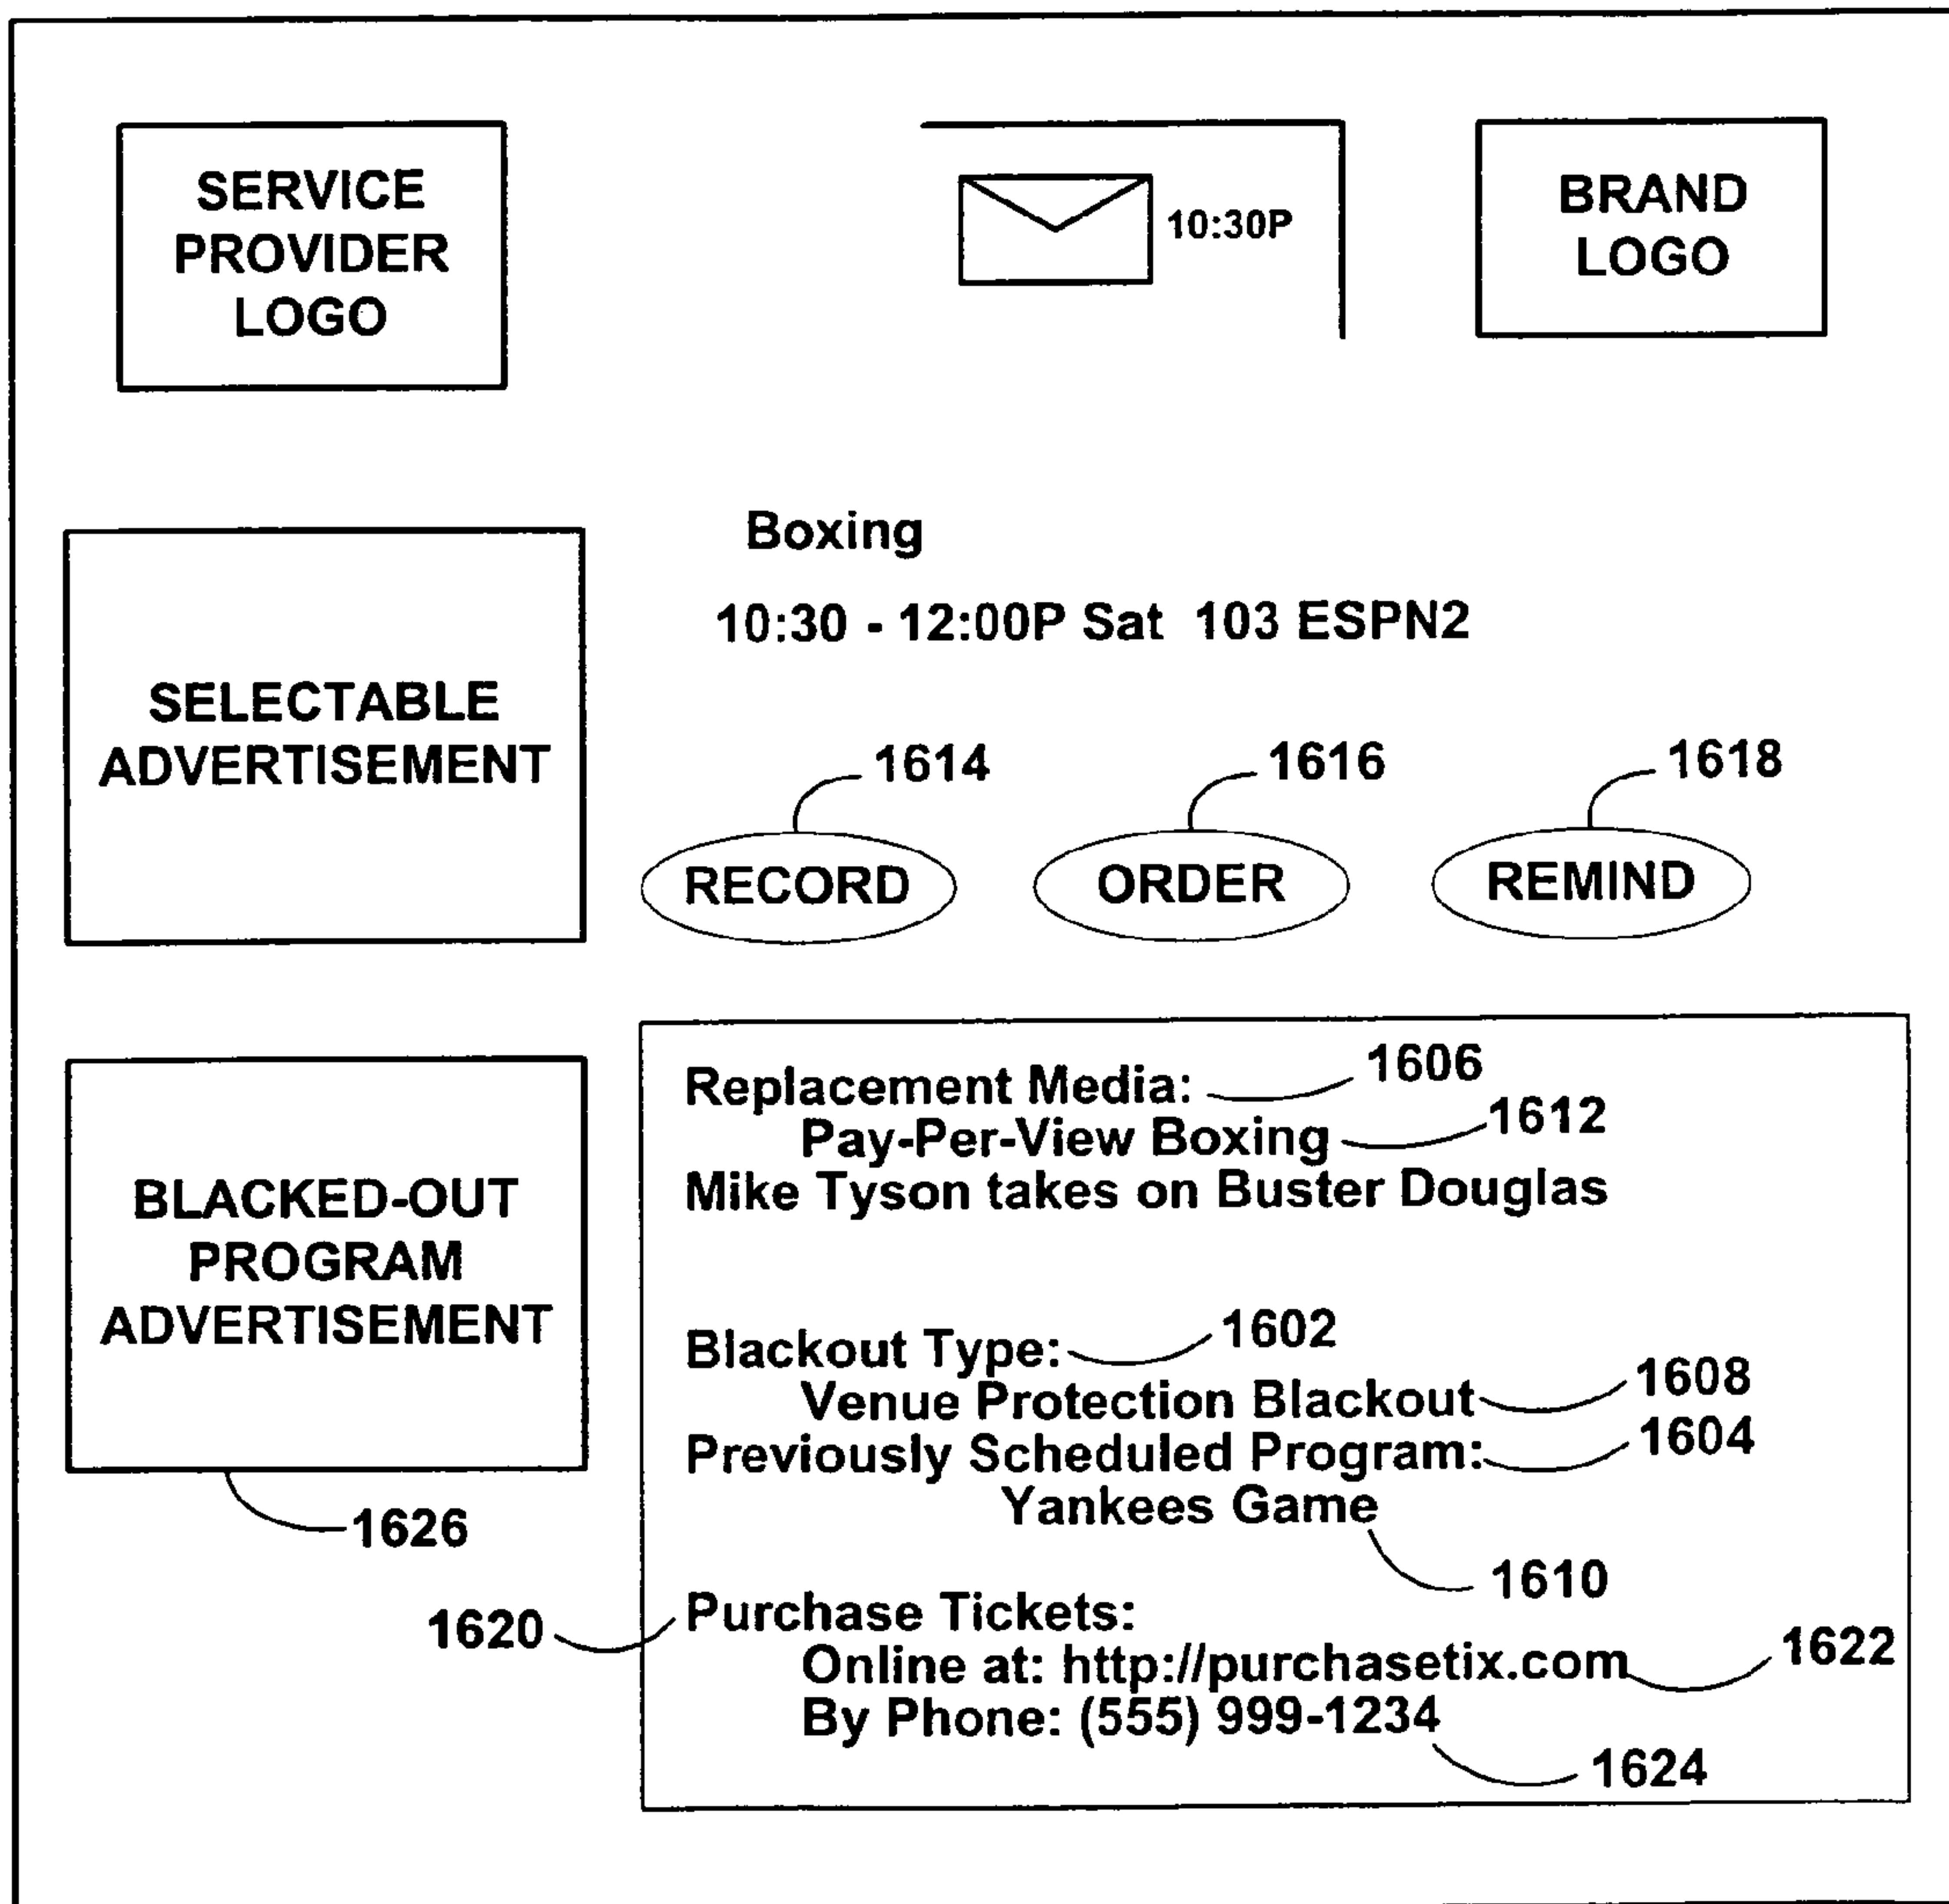 SERVICE
PROVIDER
LOGO
10:30P
BRAND
LOGO
Boxing
10:30 - 12:00P Sat 103 ESPN2
SELECTABLE
ADVERTISEMENT
1614
1616
1618
RECORD
ORDER
REMIND
BLACKED-OUT
PROGRAM
ADVERTISEMENT
1626
Replacement Media: 1606
Pay-Per-View Boxing 1612
Mike Tyson takes on Buster Douglas
Blackout Type: 1602
Venue Protection Blackout 1608
Previously Scheduled Program: 1604
Yankees Game
1610
1620 Purchase Tickets:
Online at: http://purchasetix.com 1622
By Phone: (555) 999-1234
1624